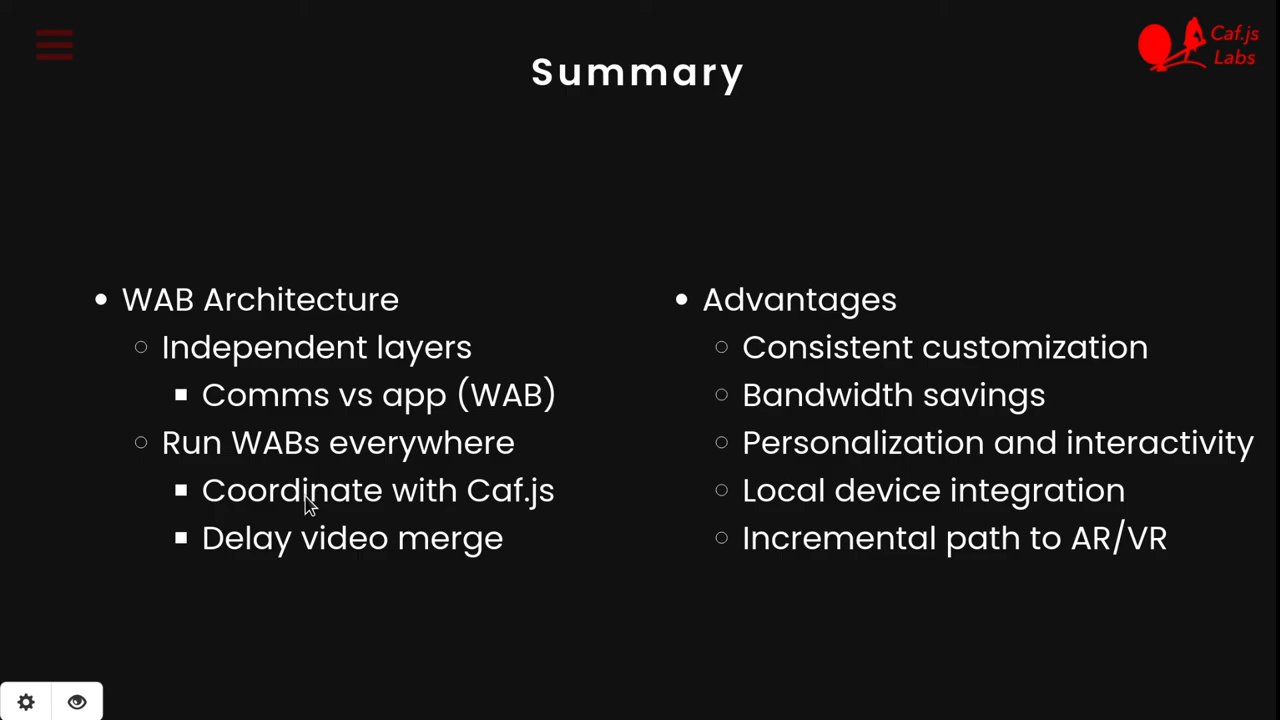 Caf.js
Labs
Summary
WAB Architecture
Independent layers
Comms vs app (WAB)
Run WABs everywhere
Coordinate with Caf.js
Delay video merge
Advantages
Consistent customization
Bandwidth savings
Personalization and interactivity
Local device integration
Incremental path to AR/VR